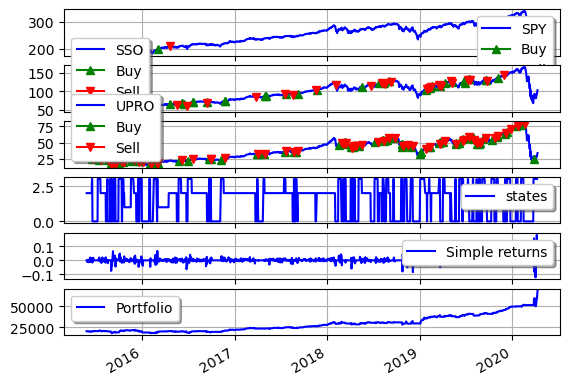 300
200
SPY
Buy
150
100
50
SSO
Buy
Sell
75
50
25
UPRO
Buy
Sell
2.5
0.0
states
0.1
0.0
−0.1
Simple returns
50000
25000
Portfolio
2016
2017
2018
2019
2020